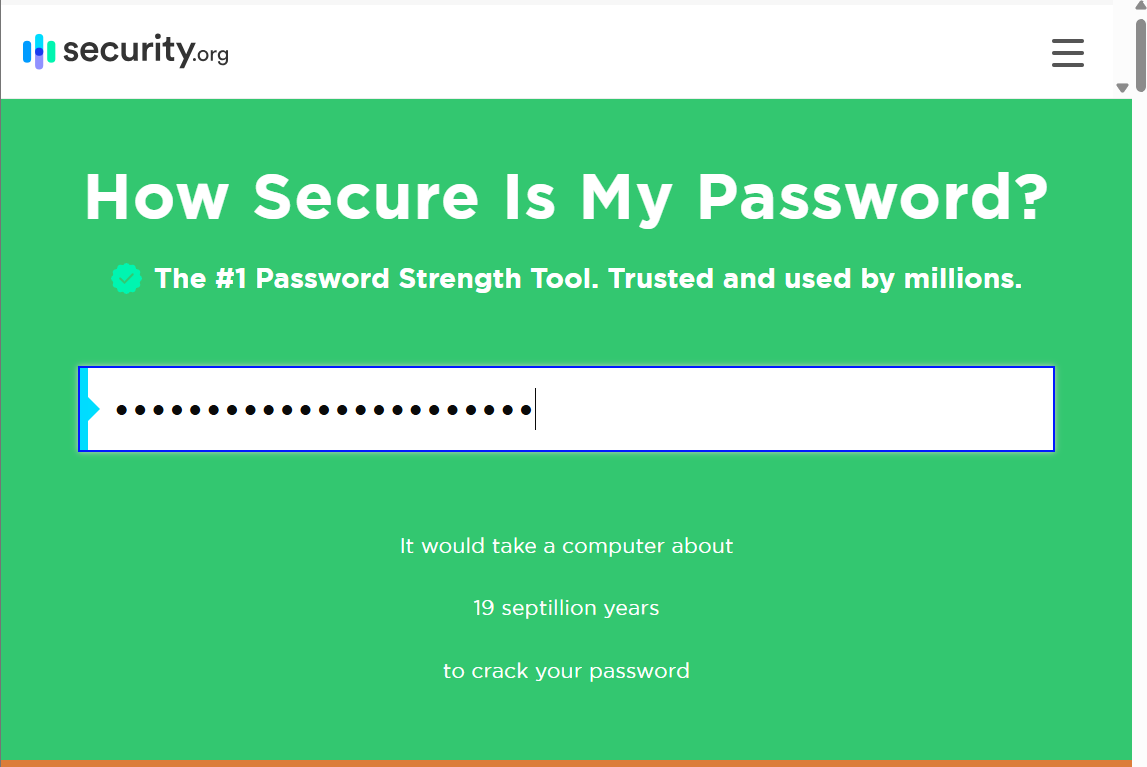 security.org
How Secure Is My Password?
The #1 Password Strength Tool. Trusted and used by millions.
•••••••••••••••••••••••
It would take a computer about
19 septillion years
to crack your password